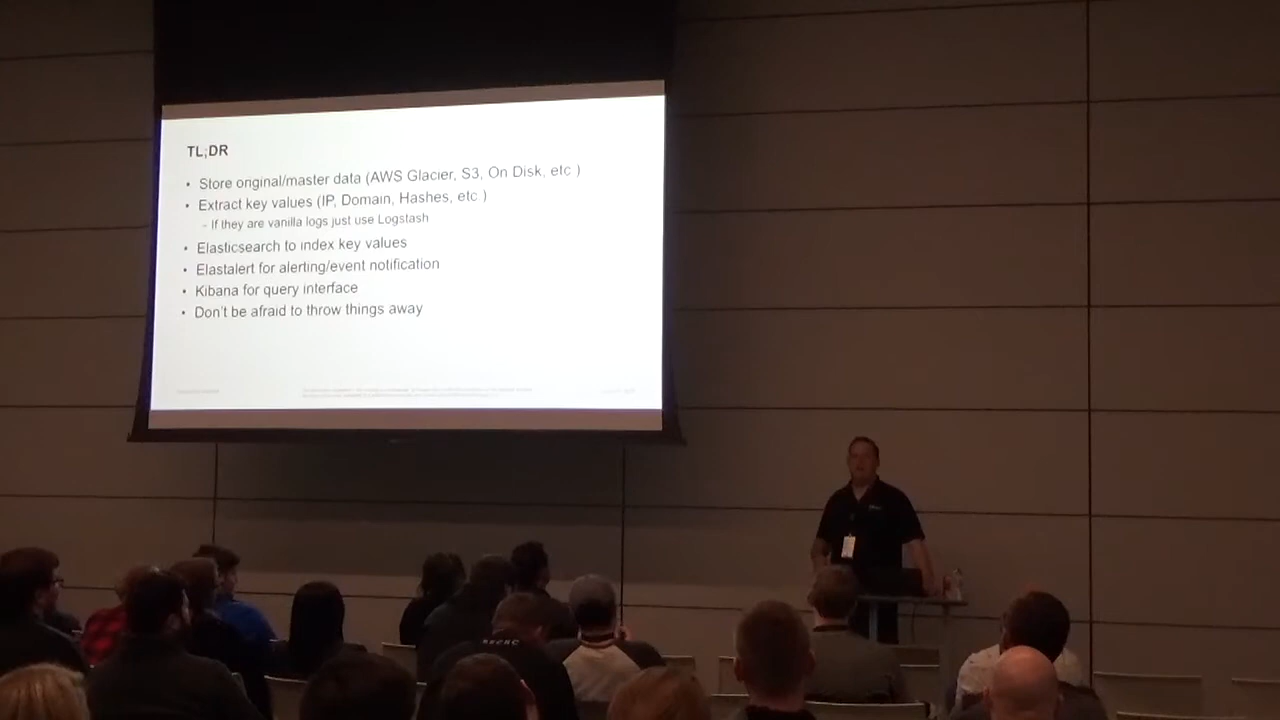 TL;DR
• Store original/master data (AWS Glacier, S3, On Disk, etc )
• Extract key values (IP, Domain, Hashes, etc )
- If they are vanilla logs just use Logstash
• Elasticsearch to index key values
• Elastalert for alerting/event notification
• Kibana for query interface
• Don't be afraid to throw things away